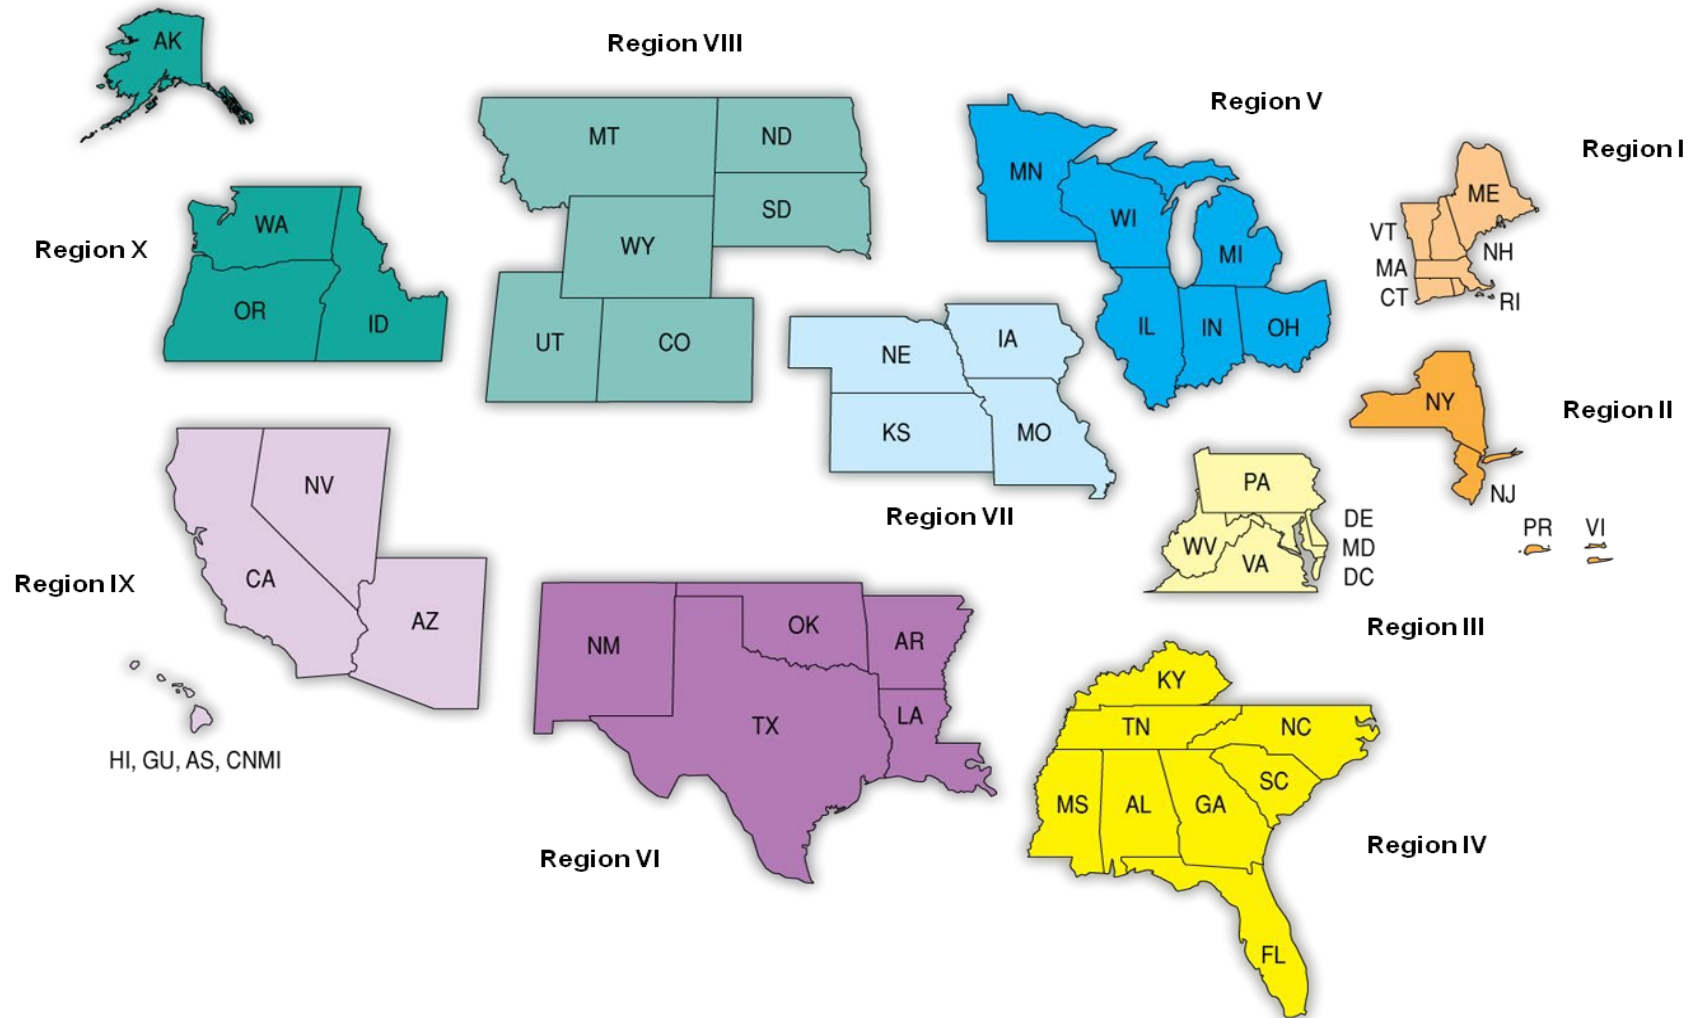 AK
Region VIII
Region V
Region I
MT
ND
SD
WY
UT
CO
MN
WI
MI
IL
IN
OH
ME
VT
NH
MA
CT
RI
Region X
WA
OR
ID
NE
IA
KS
MO
Region VII
NY
Region II
NJ
PR
VI
PA
WV
VA
DE
MD
DC
Region III
NV
CA
AZ
Region IX
HI, GU, AS, CNMI
NM
OK
AR
TX
LA
Region VI
KY
TN
NC
SC
MS
AL
GA
FL
Region IV